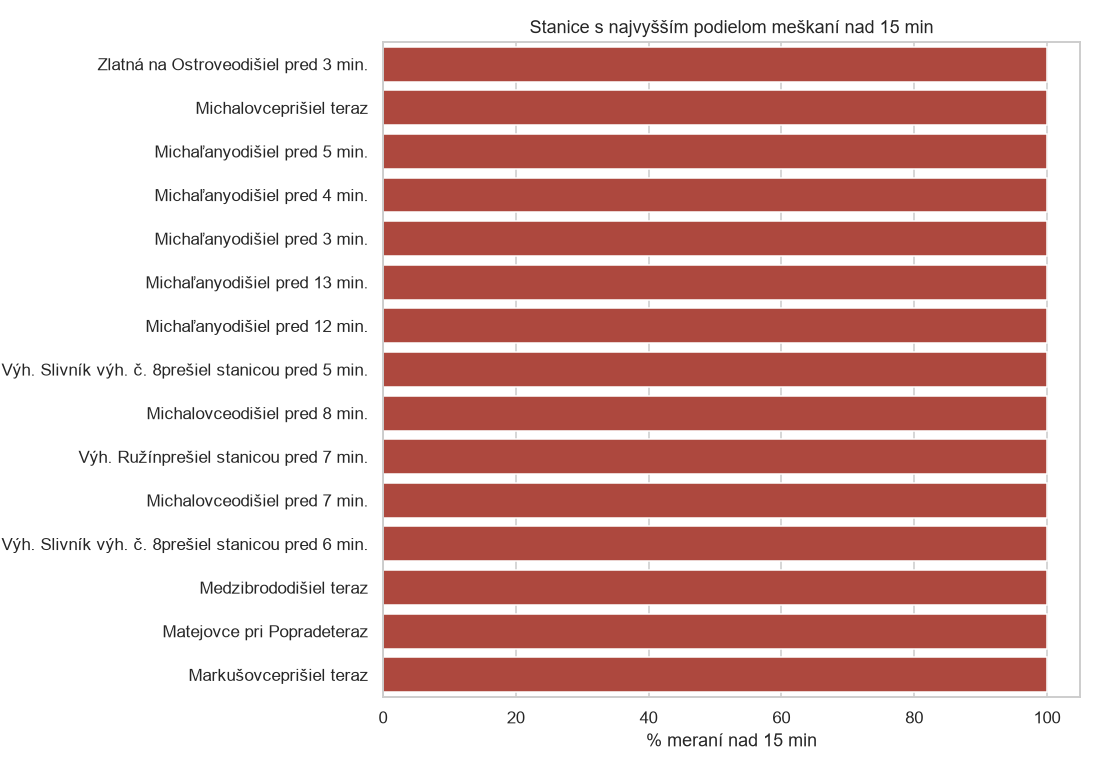 Stanice s najvyšším podielom meškaní nad 15 min
Zlatná na Ostroveodišiel pred 3 min.
Michalovceprišiel teraz
Michaľanyodišiel pred 5 min.
Michaľanyodišiel pred 4 min.
Michaľanyodišiel pred 3 min.
Michaľanyodišiel pred 13 min.
Michaľanyodišiel pred 12 min.
Výh. Slivník výh. č. 8prešiel stanicou pred 5 min.
Michalovceodišiel pred 8 min.
Výh. Ružínprešiel stanicou pred 7 min.
Michalovceodišiel pred 7 min.
Výh. Slivník výh. č. 8prešiel stanicou pred 6 min.
Medzibrododišiel teraz
Matejovce pri Popradeteraz
Markušovceprišiel teraz
0 20 40 60 80 100
% meraní nad 15 min